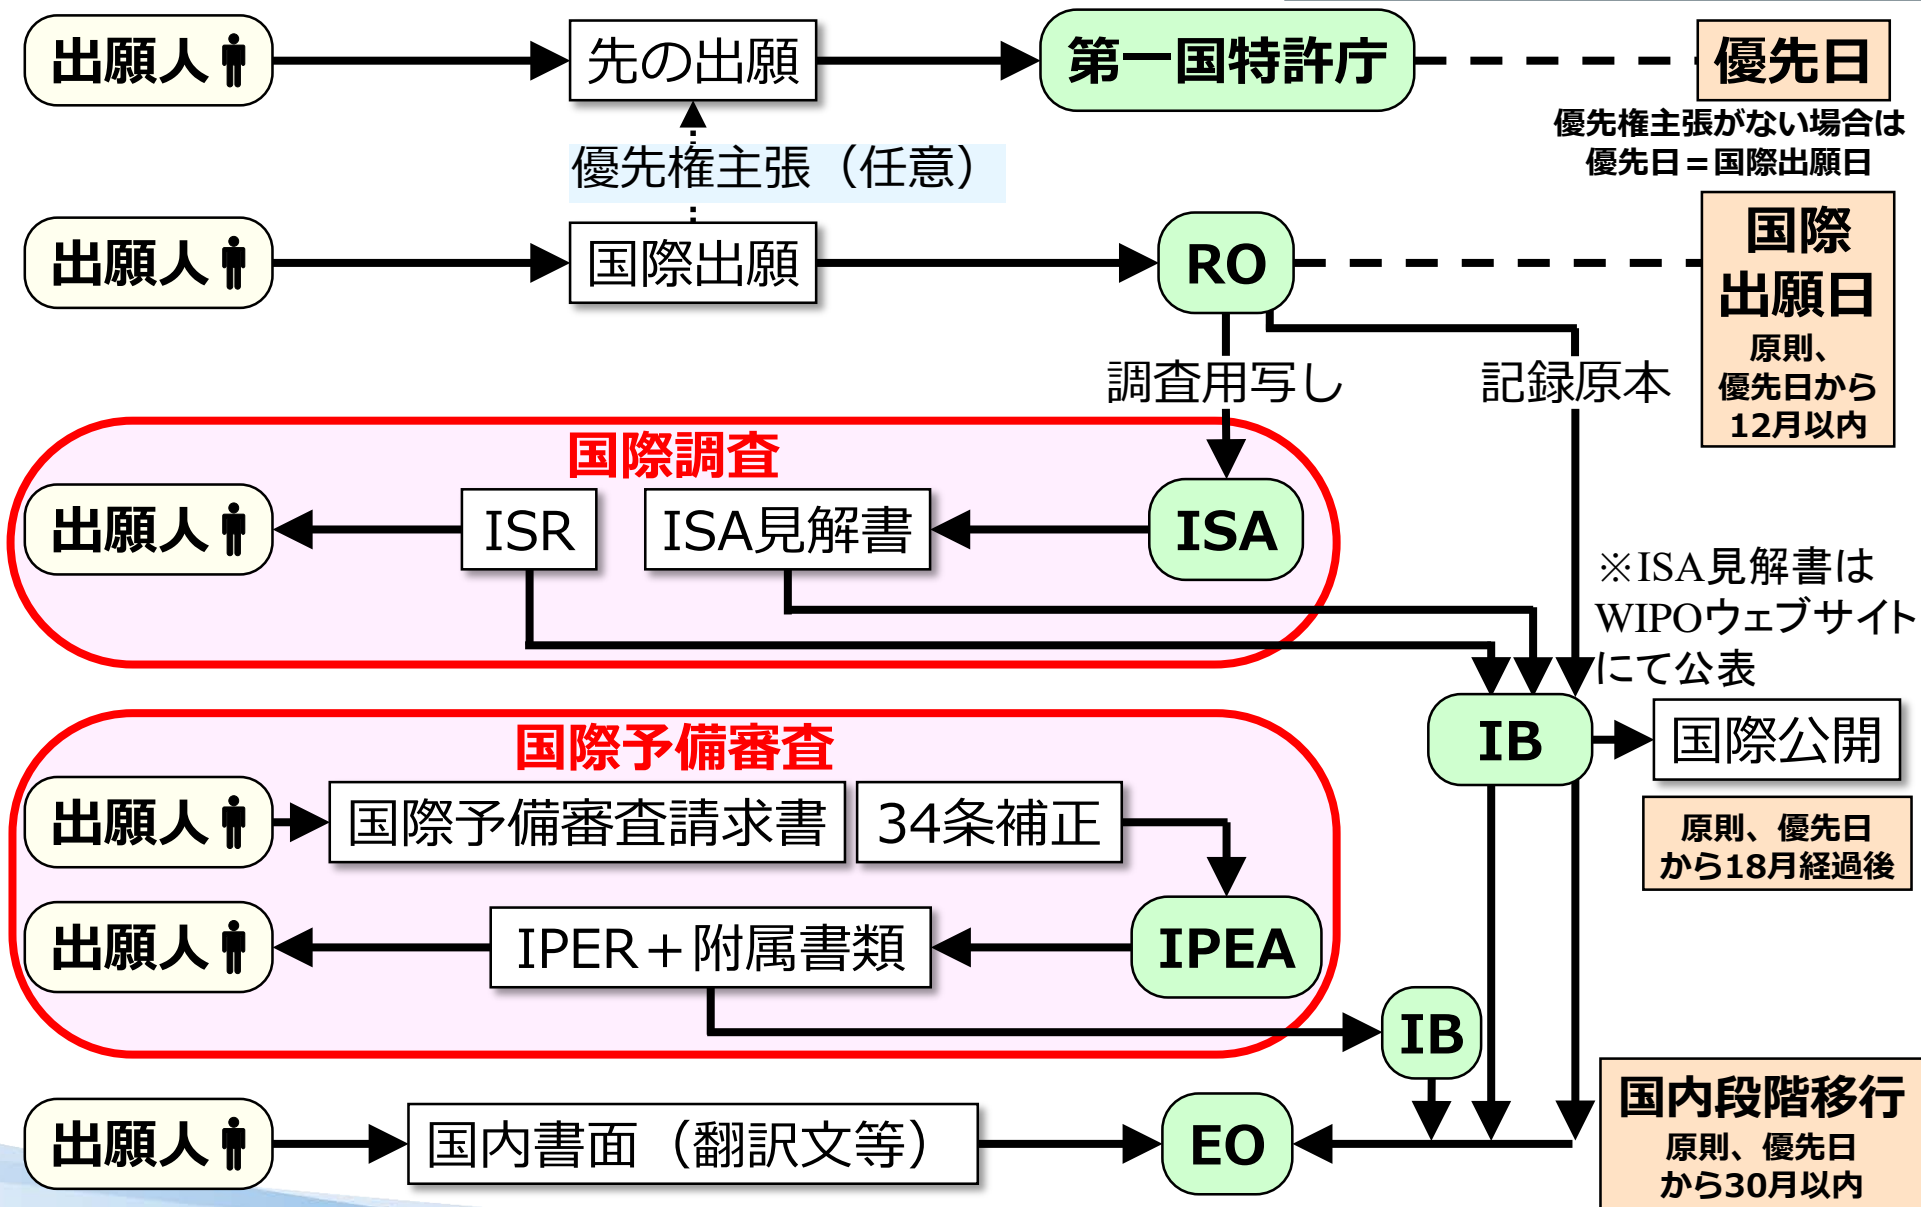 出願人
先の出願
第一国特許庁
優先日
優先権主張がない場合は
優先日＝国際出願日
優先権主張（任意）
出願人
国際出願
RO
国際
出願日
原則、
優先日から
12月以内
調査用写し
記録原本
国際調査
出願人
ISR
ISA見解書
ISA
※ISA見解書は
WIPOウェブサイト
にて公表
IB
国際公開
原則、優先日
から18月経過後
国際予備審査
出願人
国際予備審査請求書
34条補正
出願人
IPER＋附属書類
IPEA
IB
出願人
国内書面（翻訳文等）
EO
国内段階移行
原則、優先日
から30月以内